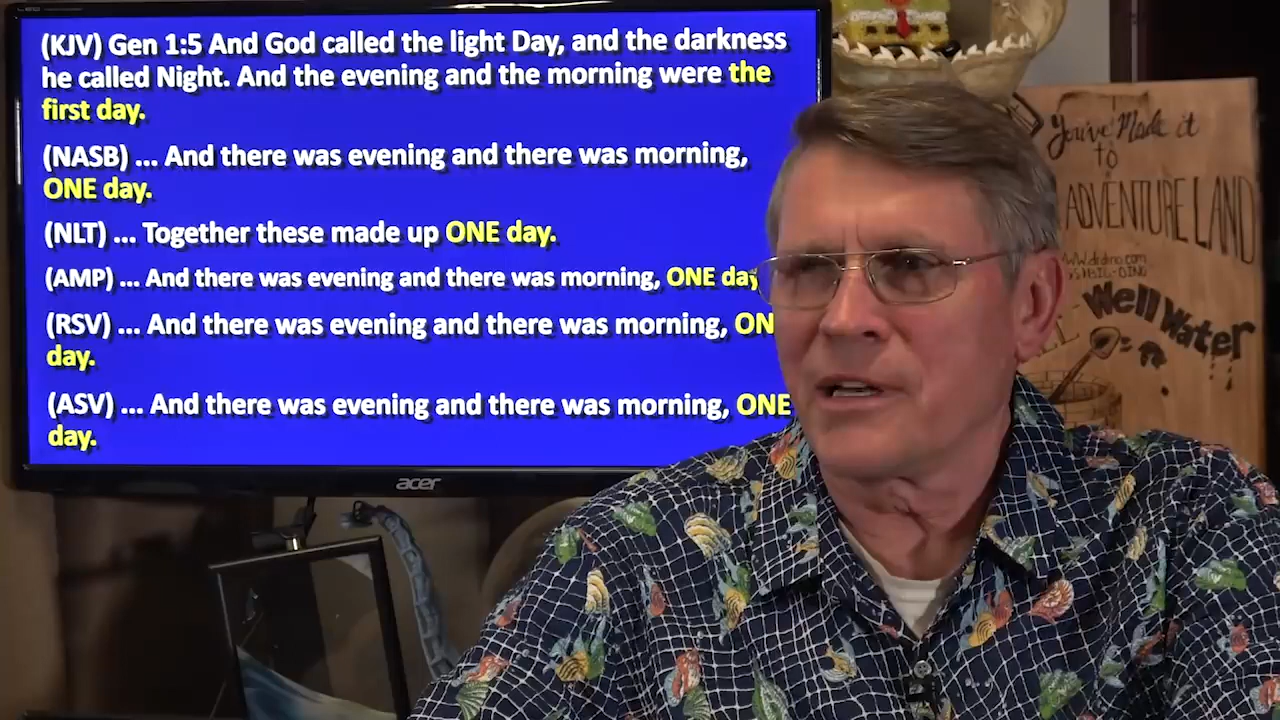 (KJV) Gen 1:5 And God called the light Day, and the darkness
he called Night. And the evening and the morning were the
first day.
(NASB) ... And there was evening and there was morning,
ONE day.
(NLT) ... Together these made up ONE day.
(AMP) ... And there was evening and there was morning, ONE day
(RSV) ... And there was evening and there was morning, ON
day.
(ASV) ... And there was evening and there was morning, ONE
day.
acer
You've Made it
to
ADVENTURE LAND
Well Water